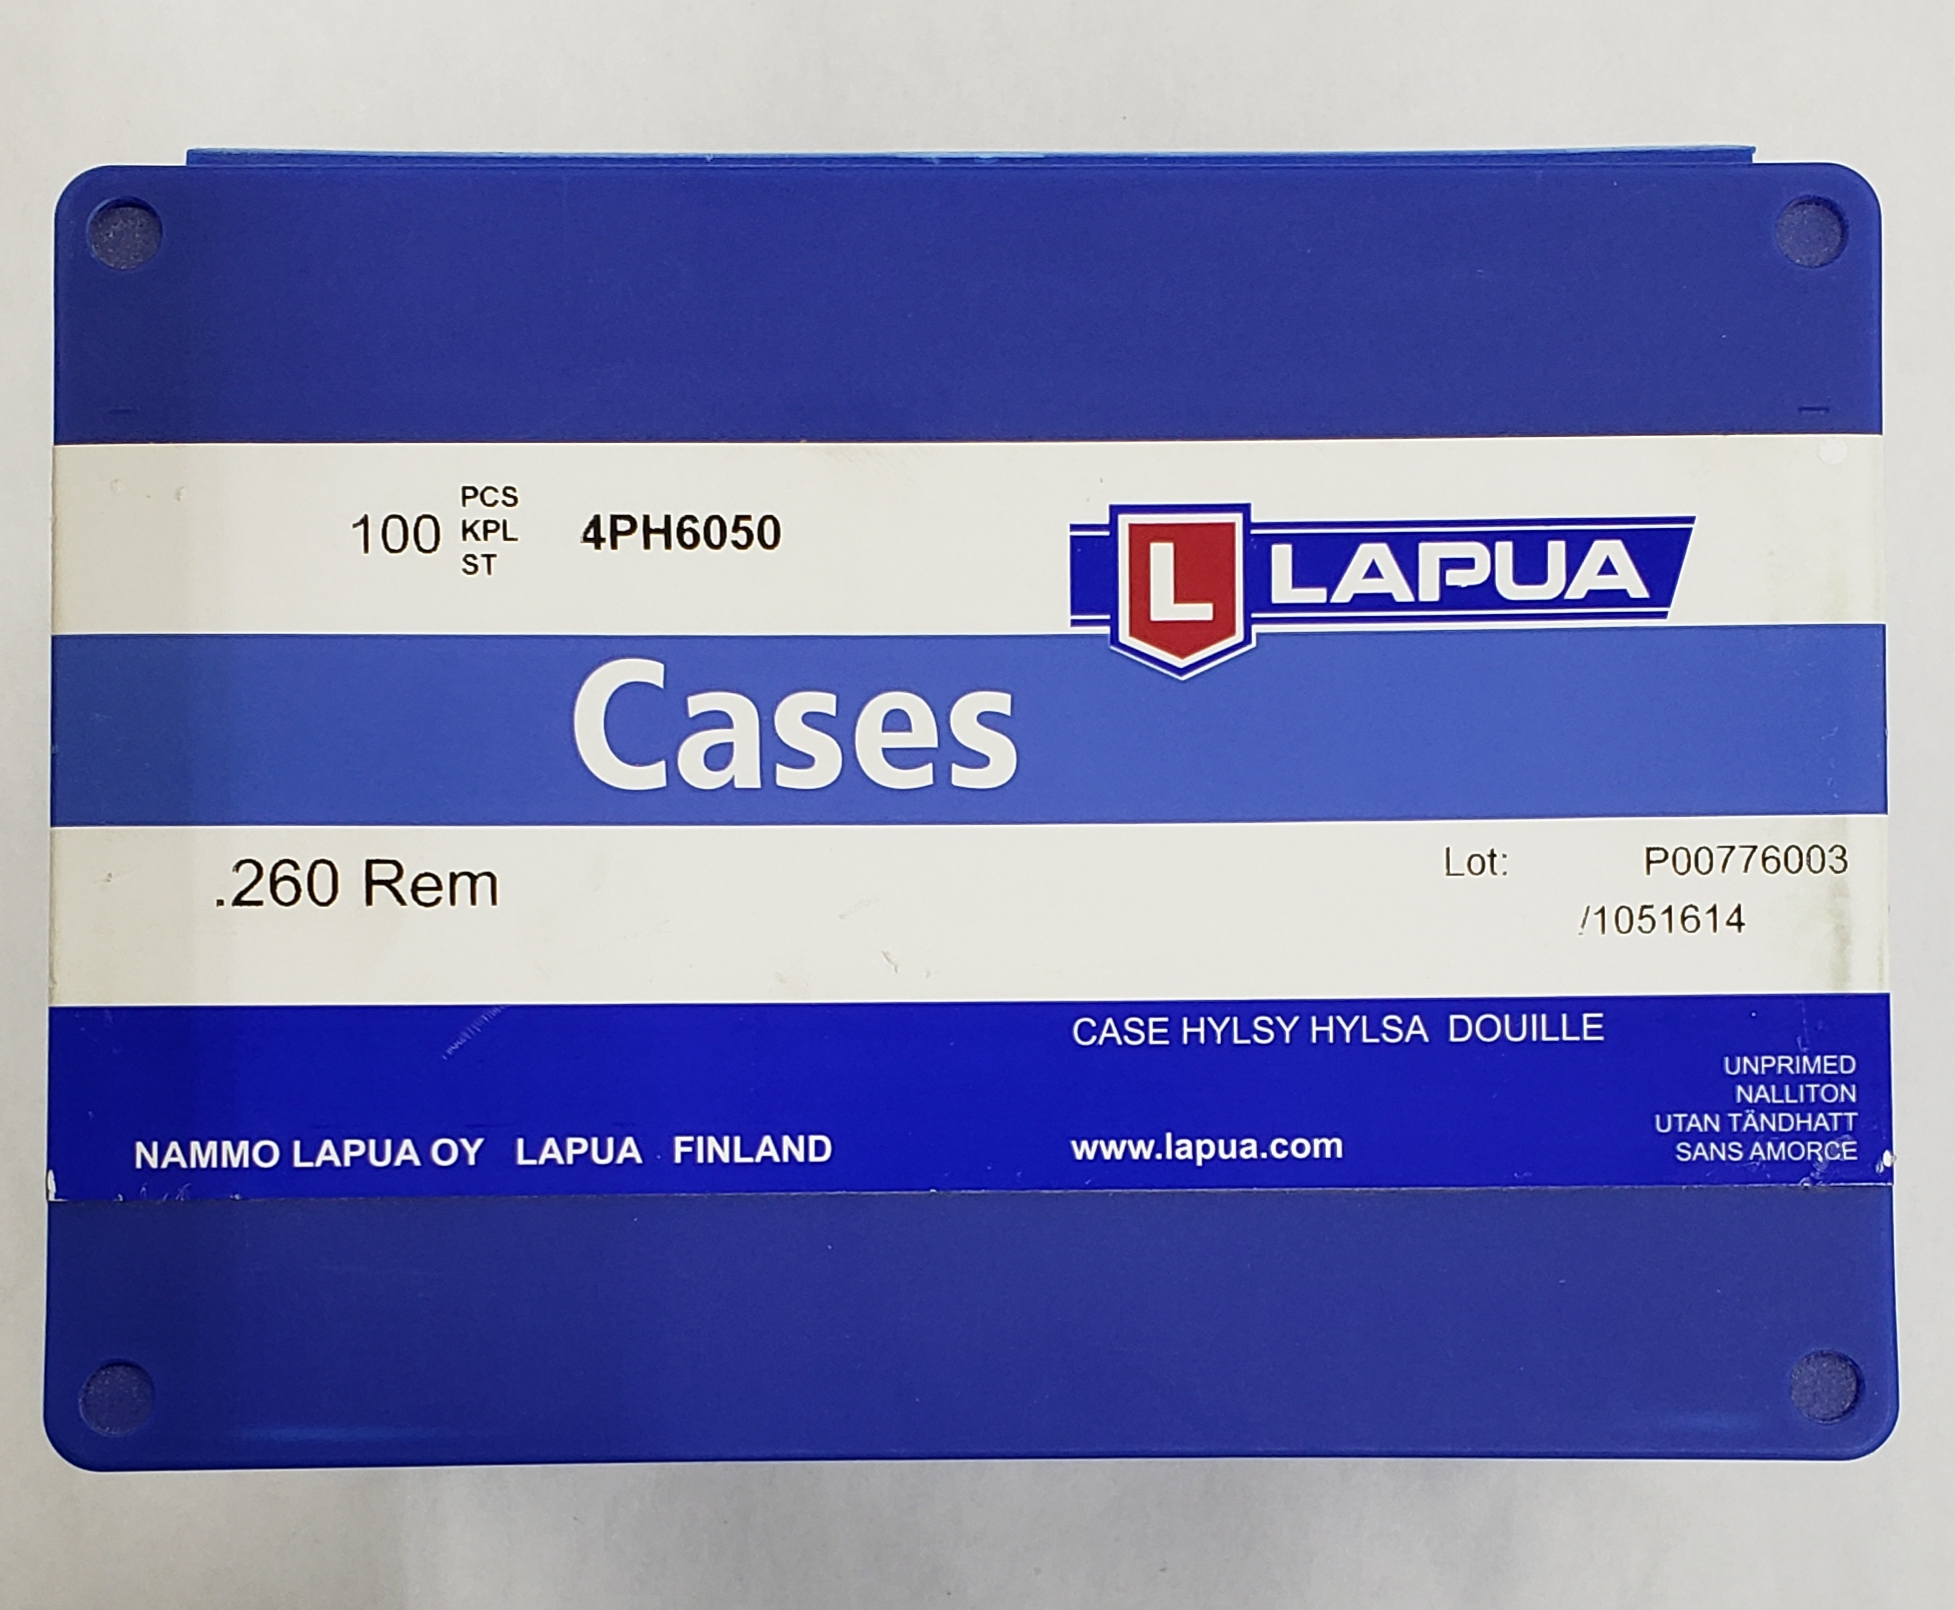 100 PCS
KPL
ST
4PH6050
L LAPUA
Cases
.260 Rem
Lot: P00776003
/1051614
CASE HYLSY HYLSA DOUILLE
UNPRIMED
NALLITON
UTAN TÄNDHATT
SANS AMORCE
NAMMO LAPUA OY LAPUA FINLAND
www.lapua.com